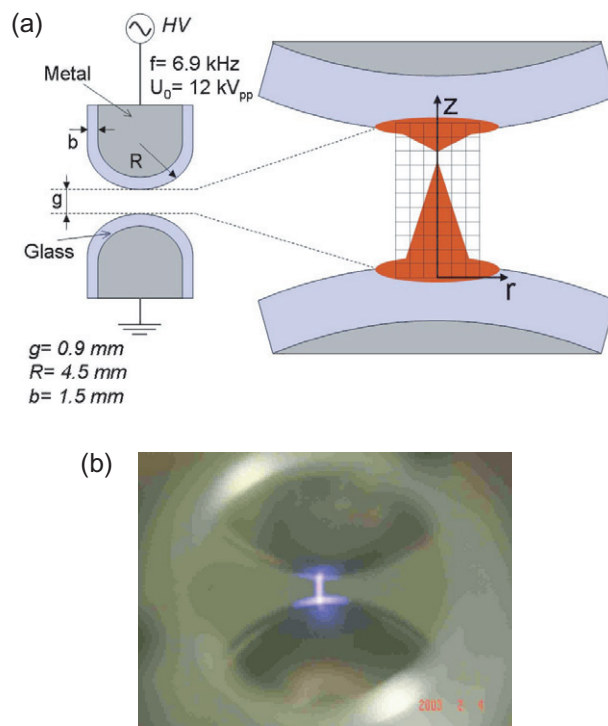 (a)
HV
f= 6.9 kHz
U₀= 12 kVpp
Metal
b
R
g
Glass
z
r
g= 0.9 mm
R= 4.5 mm
b= 1.5 mm
(b)